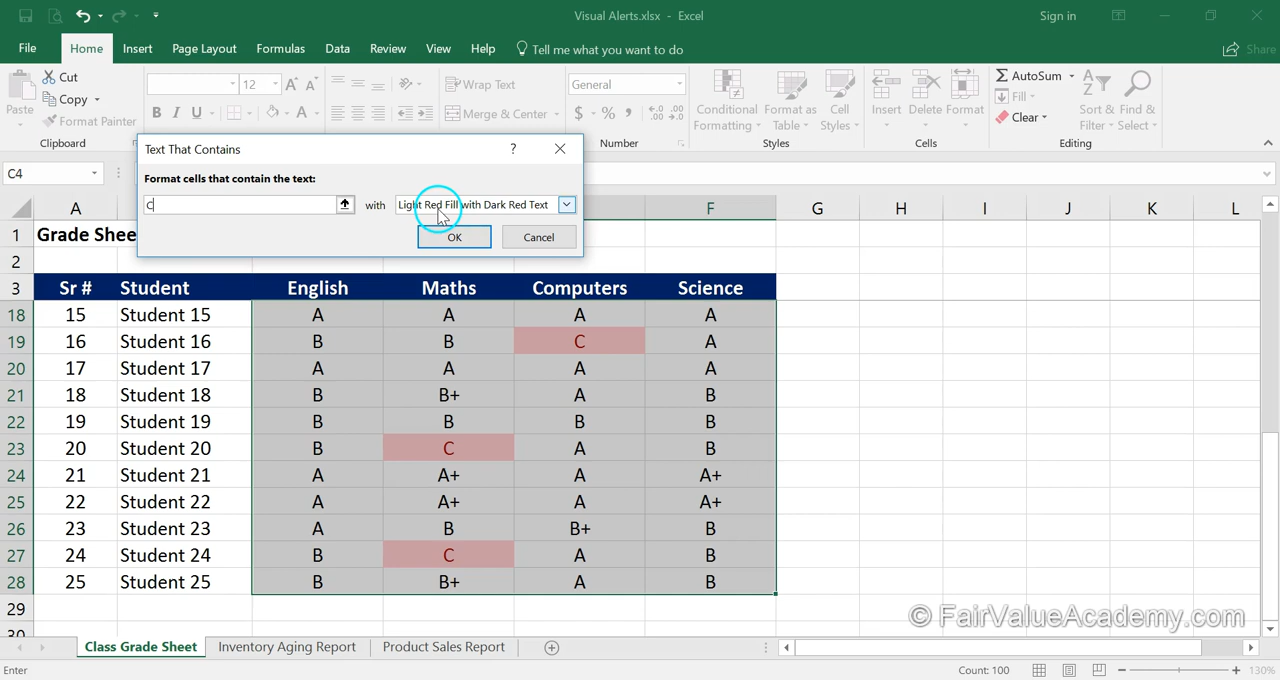 Visual Alerts.xlsx - Excel
Sign in
File Home Insert Page Layout Formulas Data Review View Help Tell me what you want to do Share
Paste
Cut
Copy
Format Painter
Clipboard
12 A A
B I U A
Wrap Text
Merge & Center
General
$ % ,
Number
Conditional Formatting
Format as Table
Cell Styles
Styles
Insert Delete Format
Cells
AutoSum
Fill
Clear
Sort & Filter
Find & Select
Editing
C4
Text That Contains ?
Format cells that contain the text:
C with Light Red Fill with Dark Red Text
OK Cancel
A F G H I J K L
1 Grade Shee
2
3 Sr # Student English Maths Computers Science
18 15 Student 15 A A A A
19 16 Student 16 B B C A
20 17 Student 17 A A A A
21 18 Student 18 B B+ A B
22 19 Student 19 B B B B
23 20 Student 20 B C A B
24 21 Student 21 A A+ A A+
25 22 Student 22 A A+ A A+
26 23 Student 23 A B B+ B
27 24 Student 24 B C A B
28 25 Student 25 B B+ A B
29
30
© FairValueAcademy.com
Class Grade Sheet Inventory Aging Report Product Sales Report
Enter Count: 100 130%